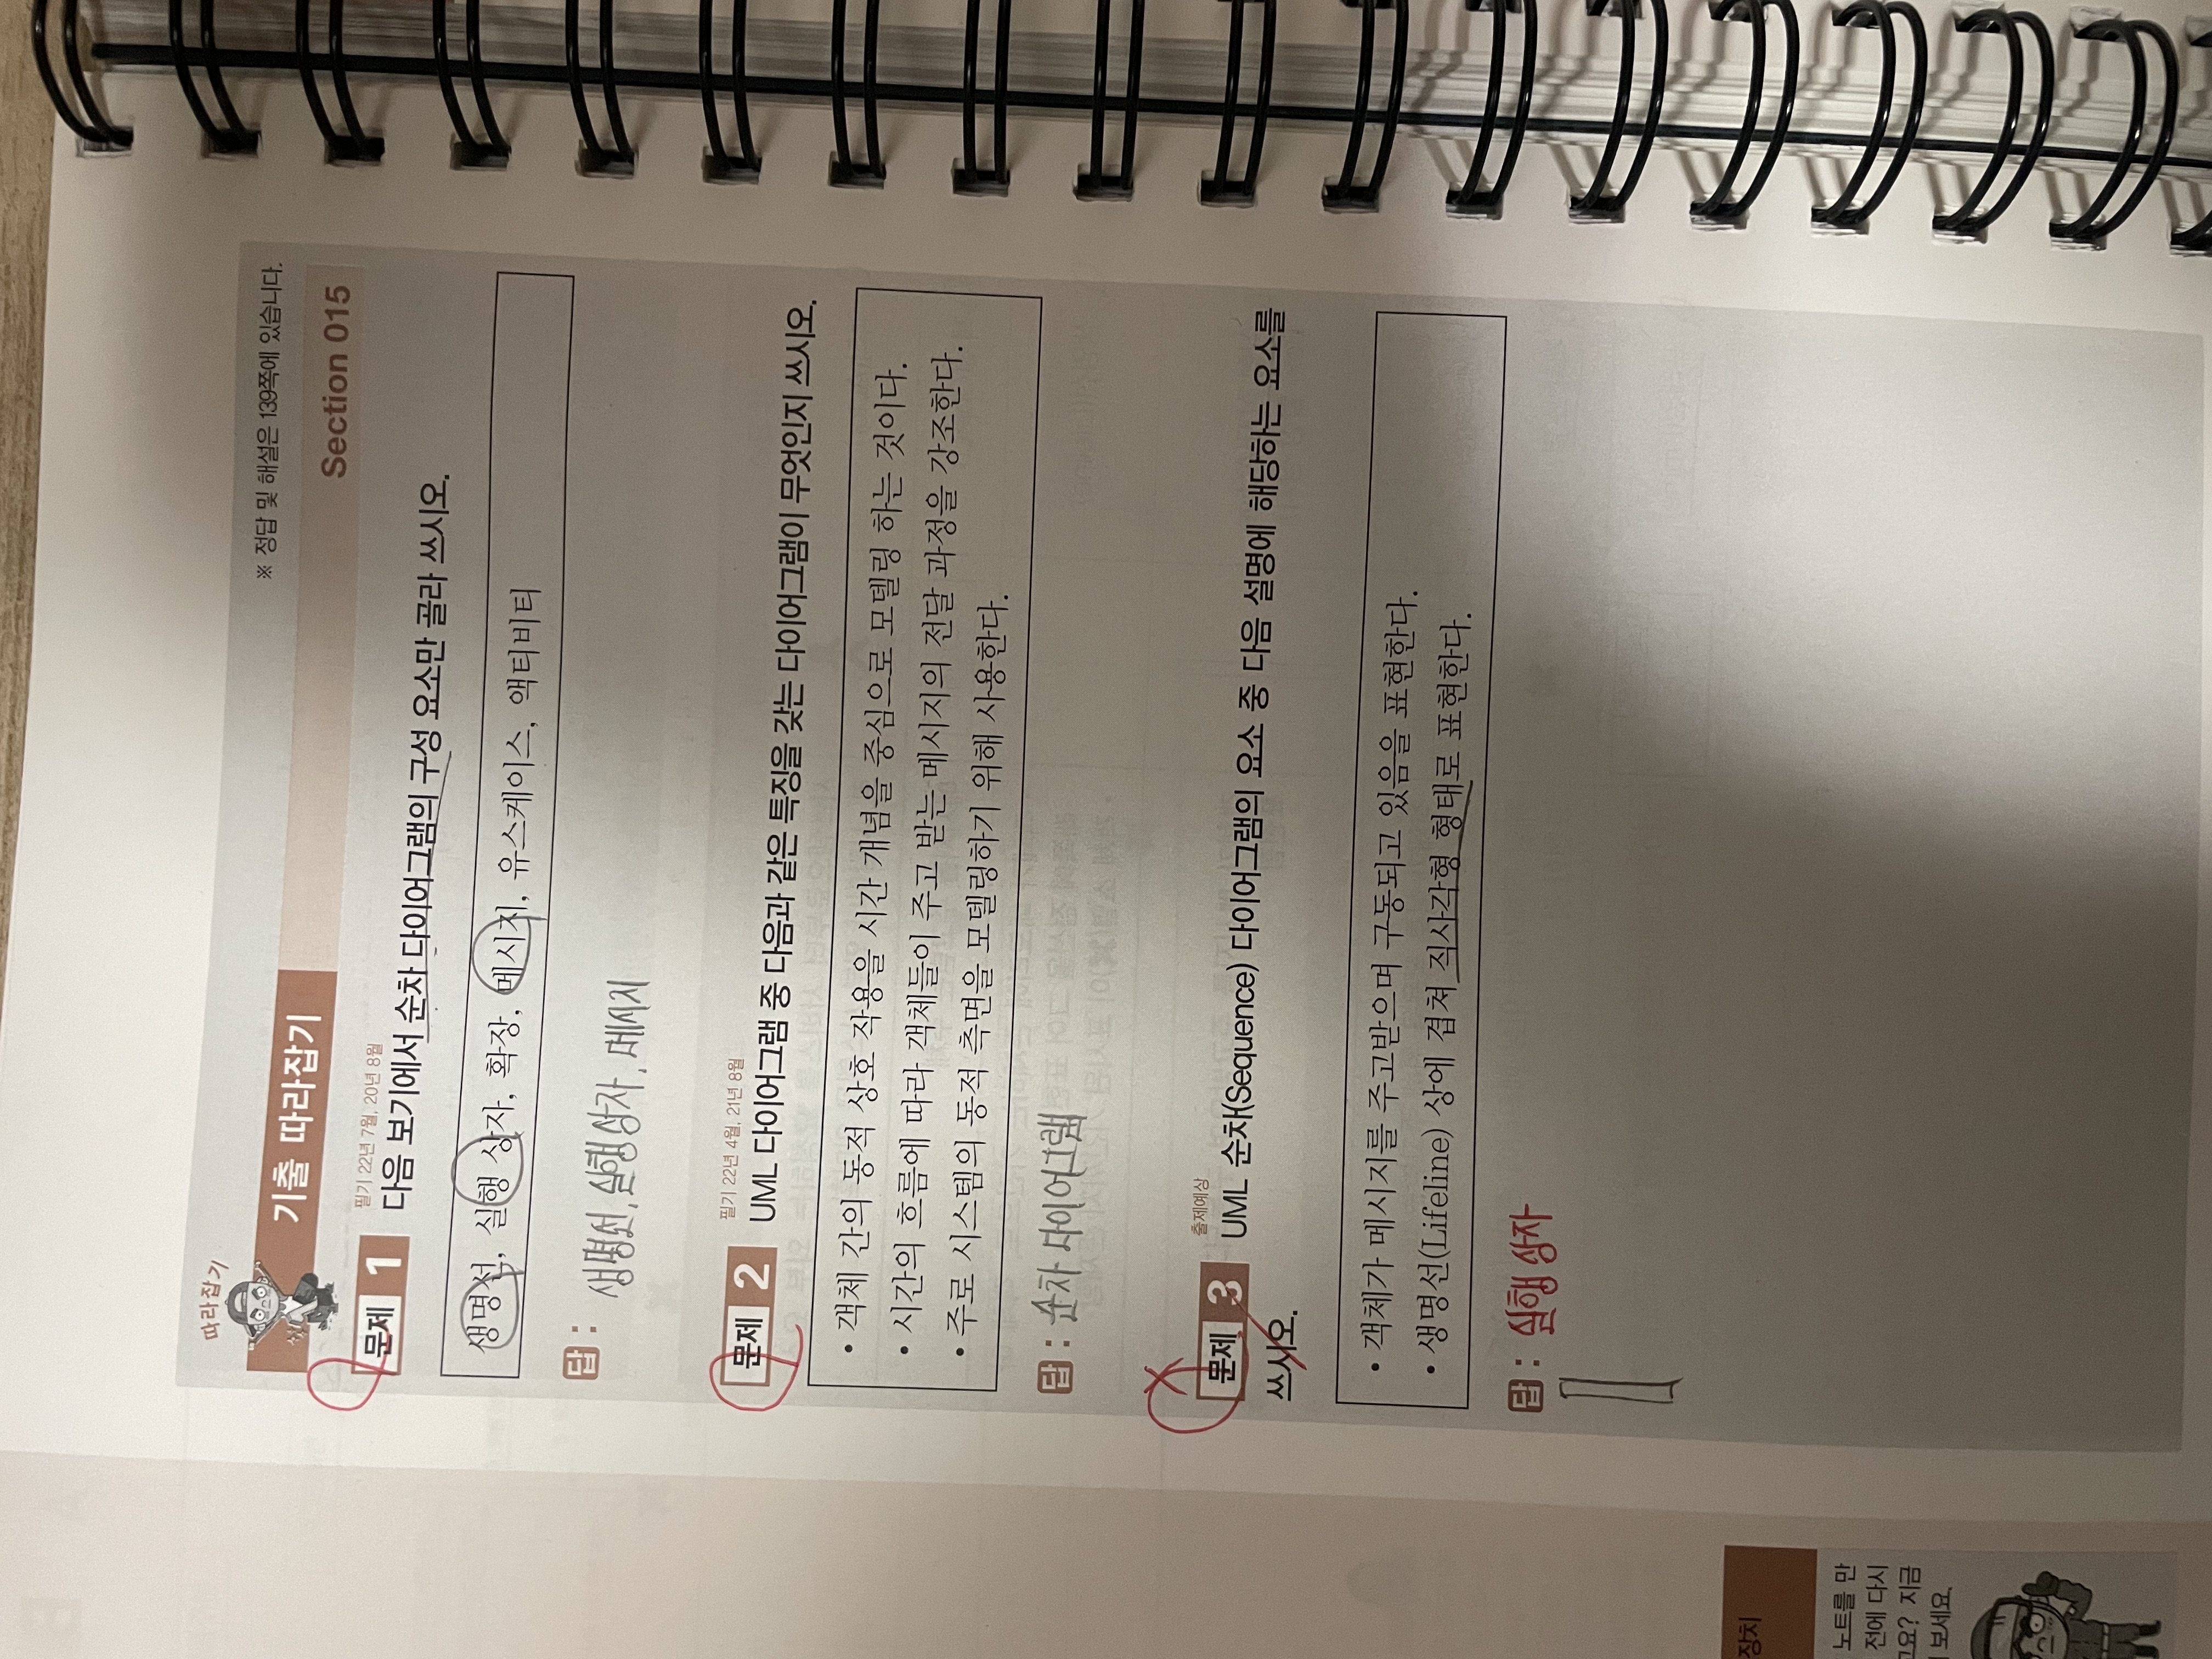 따라잡기
기출 따라잡기
※ 정답 및 해설은 139쪽에 있습니다.
Section 015
문제 1
필기 22년 7월, 20년 8월
다음 보기에서 순차 다이어그램의 구성 요소만 골라 쓰시오.
생명선, 실행 상자, 확장, 메시지, 유스케이스, 액티비티
답 :
생명선, 실행 상자, 메시지
문제 2
필기 22년 4월, 21년 8월
UML 다이어그램 중 다음과 같은 특징을 갖는 다이어그램이 무엇인지 쓰시오.
• 객체 간의 동적 상호 작용을 시간 개념을 중심으로 모델링 하는 것이다.
• 시간의 흐름에 따라 객체들이 주고 받는 메시지의 전달 과정을 강조한다.
• 주로 시스템의 동적 측면을 모델링하기 위해 사용한다.
답 : 순차 다이어그램
문제 3
출제예상
UML 순차(Sequence) 다이어그램의 요소 중 다음 설명에 해당하는 요소를
쓰시오.
• 객체가 메시지를 주고받으며 구동되고 있음을 표현한다.
• 생명선(Lifeline) 상에 겹쳐 직사각형 형태로 표현한다.
답 : 실행 상자
장치
노트를 만
전에 다시
고요? 지금
보세요.